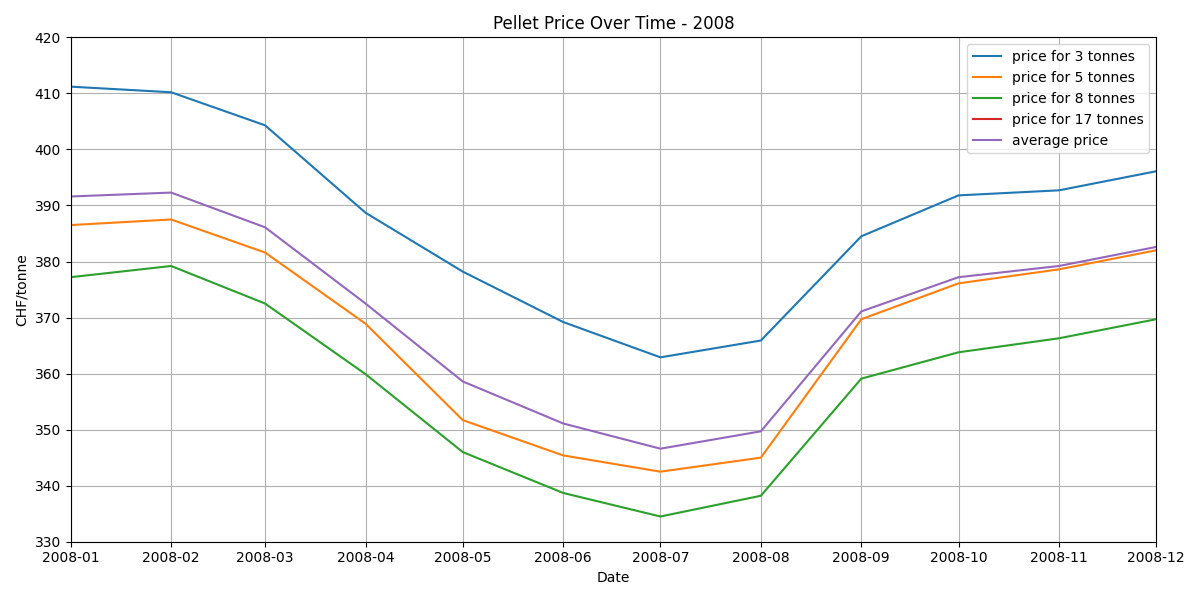 Pellet Price Over Time - 2008
420
410
400
390
380
370
360
350
340
330
CHF/tonne
price for 3 tonnes
price for 5 tonnes
price for 8 tonnes
price for 17 tonnes
average price
2008-01 2008-02 2008-03 2008-04 2008-05 2008-06 2008-07 2008-08 2008-09 2008-10 2008-11 2008-12
Date